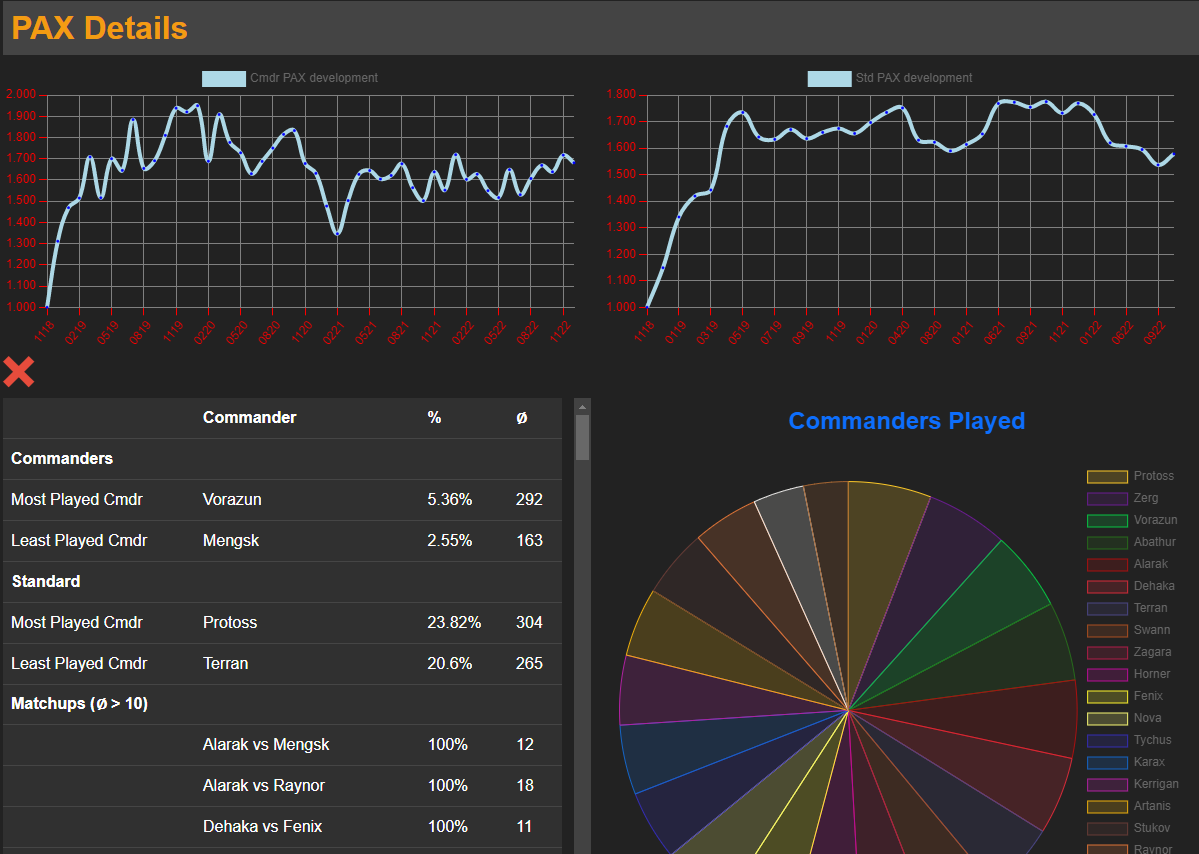 PAX Details
Cmdr PAX development
2.000
1.900
1.800
1.700
1.600
1.500
1.400
1.300
1.200
1.100
1.000
1118 0219 0519 0819 1119 0220 0520 0820 1120 0221 0521 0821 1121 0222 0522 0822 1122
Std PAX development
1.800
1.700
1.600
1.500
1.400
1.300
1.200
1.100
1.000
1118 0119 0319 0519 0719 0919 1119 0120 0420 0820 0121 0621 0921 1121 0122 0622 0922
Commander % ø
Commanders
Most Played Cmdr Vorazun 5.36% 292
Least Played Cmdr Mengsk 2.55% 163
Standard
Most Played Cmdr Protoss 23.82% 304
Least Played Cmdr Terran 20.6% 265
Matchups (ø > 10)
Alarak vs Mengsk 100% 12
Alarak vs Raynor 100% 18
Dehaka vs Fenix 100% 11
Commanders Played
Protoss
Zerg
Vorazun
Abathur
Alarak
Dehaka
Terran
Swann
Zagara
Horner
Fenix
Nova
Tychus
Karax
Kerrigan
Artanis
Stukov
Raynor